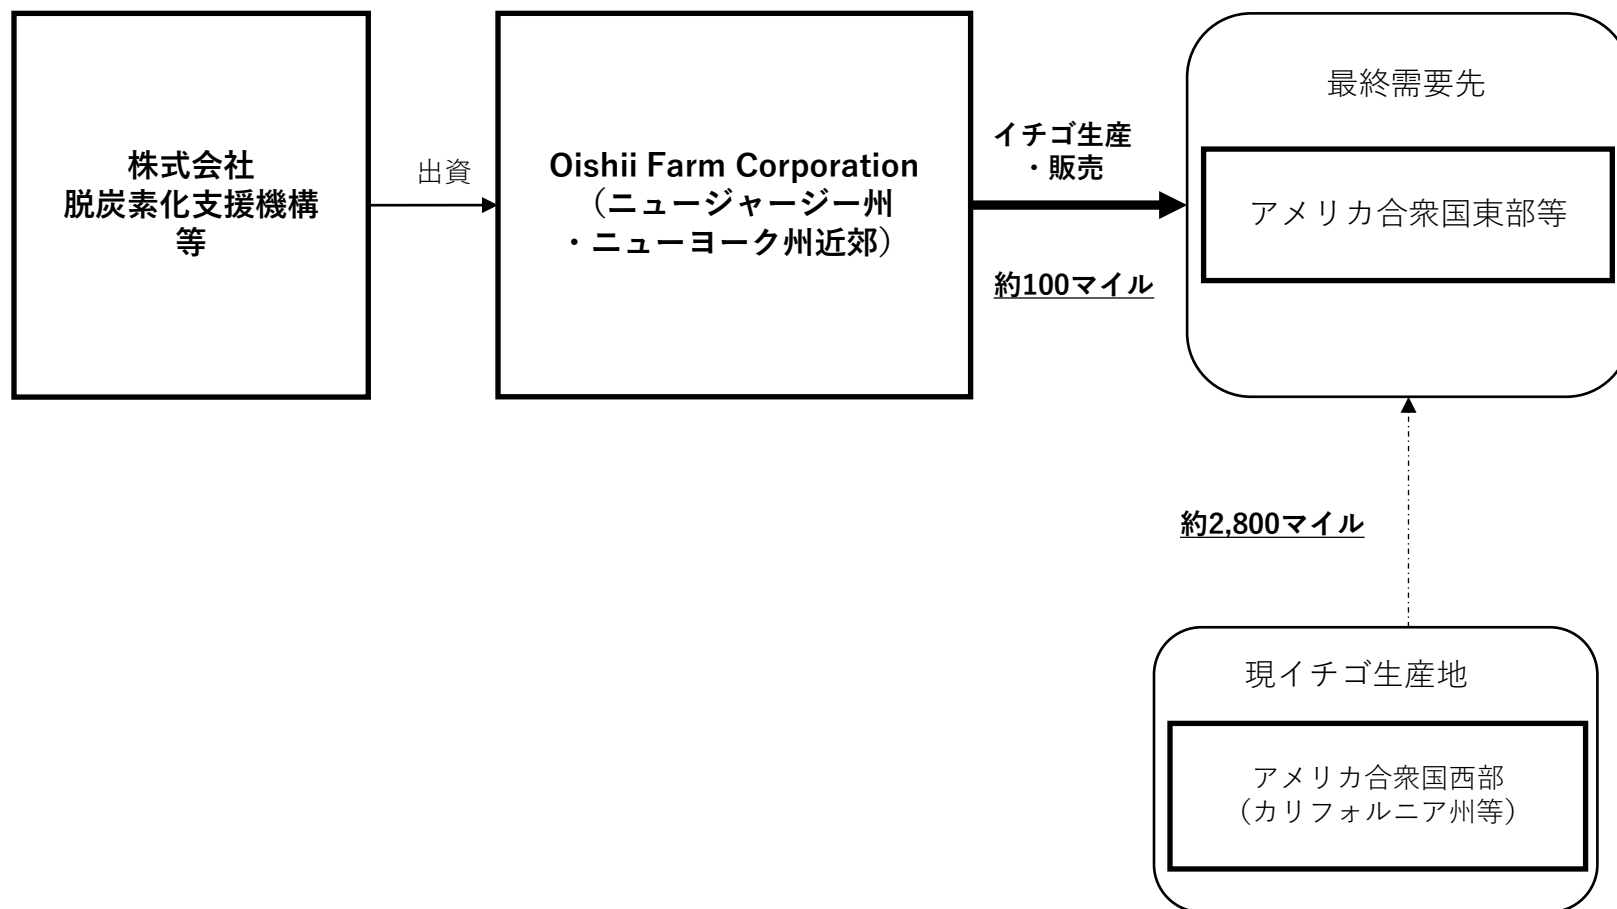 株式会社
脱炭素化支援機構
等
出資
Oishii Farm Corporation
（ニュージャージー州
・ニューヨーク州近郊）
イチゴ生産
・販売
約100マイル
最終需要先
アメリカ合衆国東部等
約2,800マイル
現イチゴ生産地
アメリカ合衆国西部
（カリフォルニア州等）